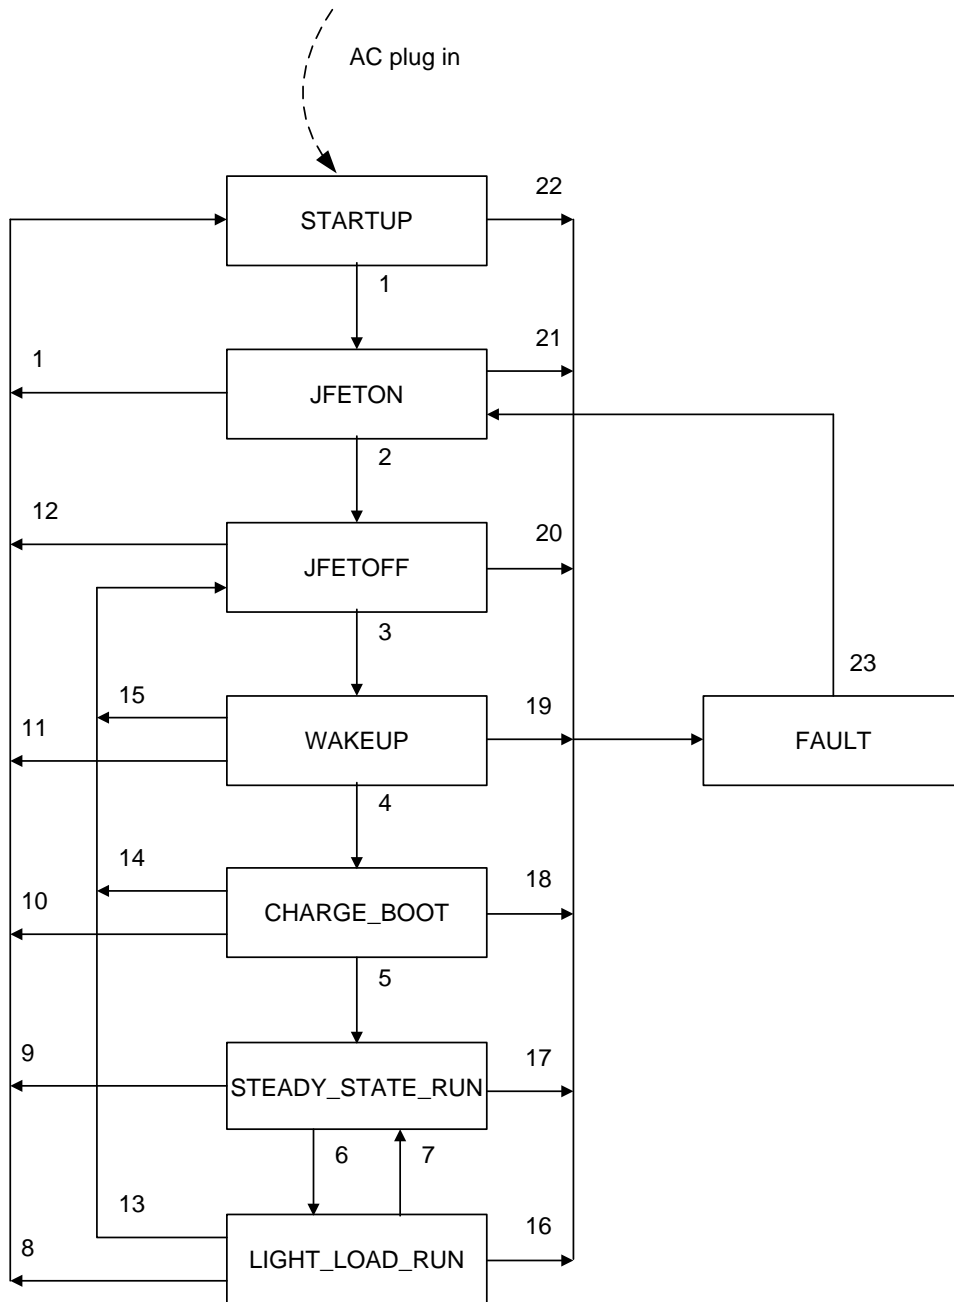 AC plug in
22
STARTUP
1
21
1
JFETON
2
12
20
JFETOFF
3
23
15
19
11
WAKEUP
FAULT
4
14
18
10
CHARGE_BOOT
5
9
17
STEADY_STATE_RUN
6
7
13
16
8
LIGHT_LOAD_RUN